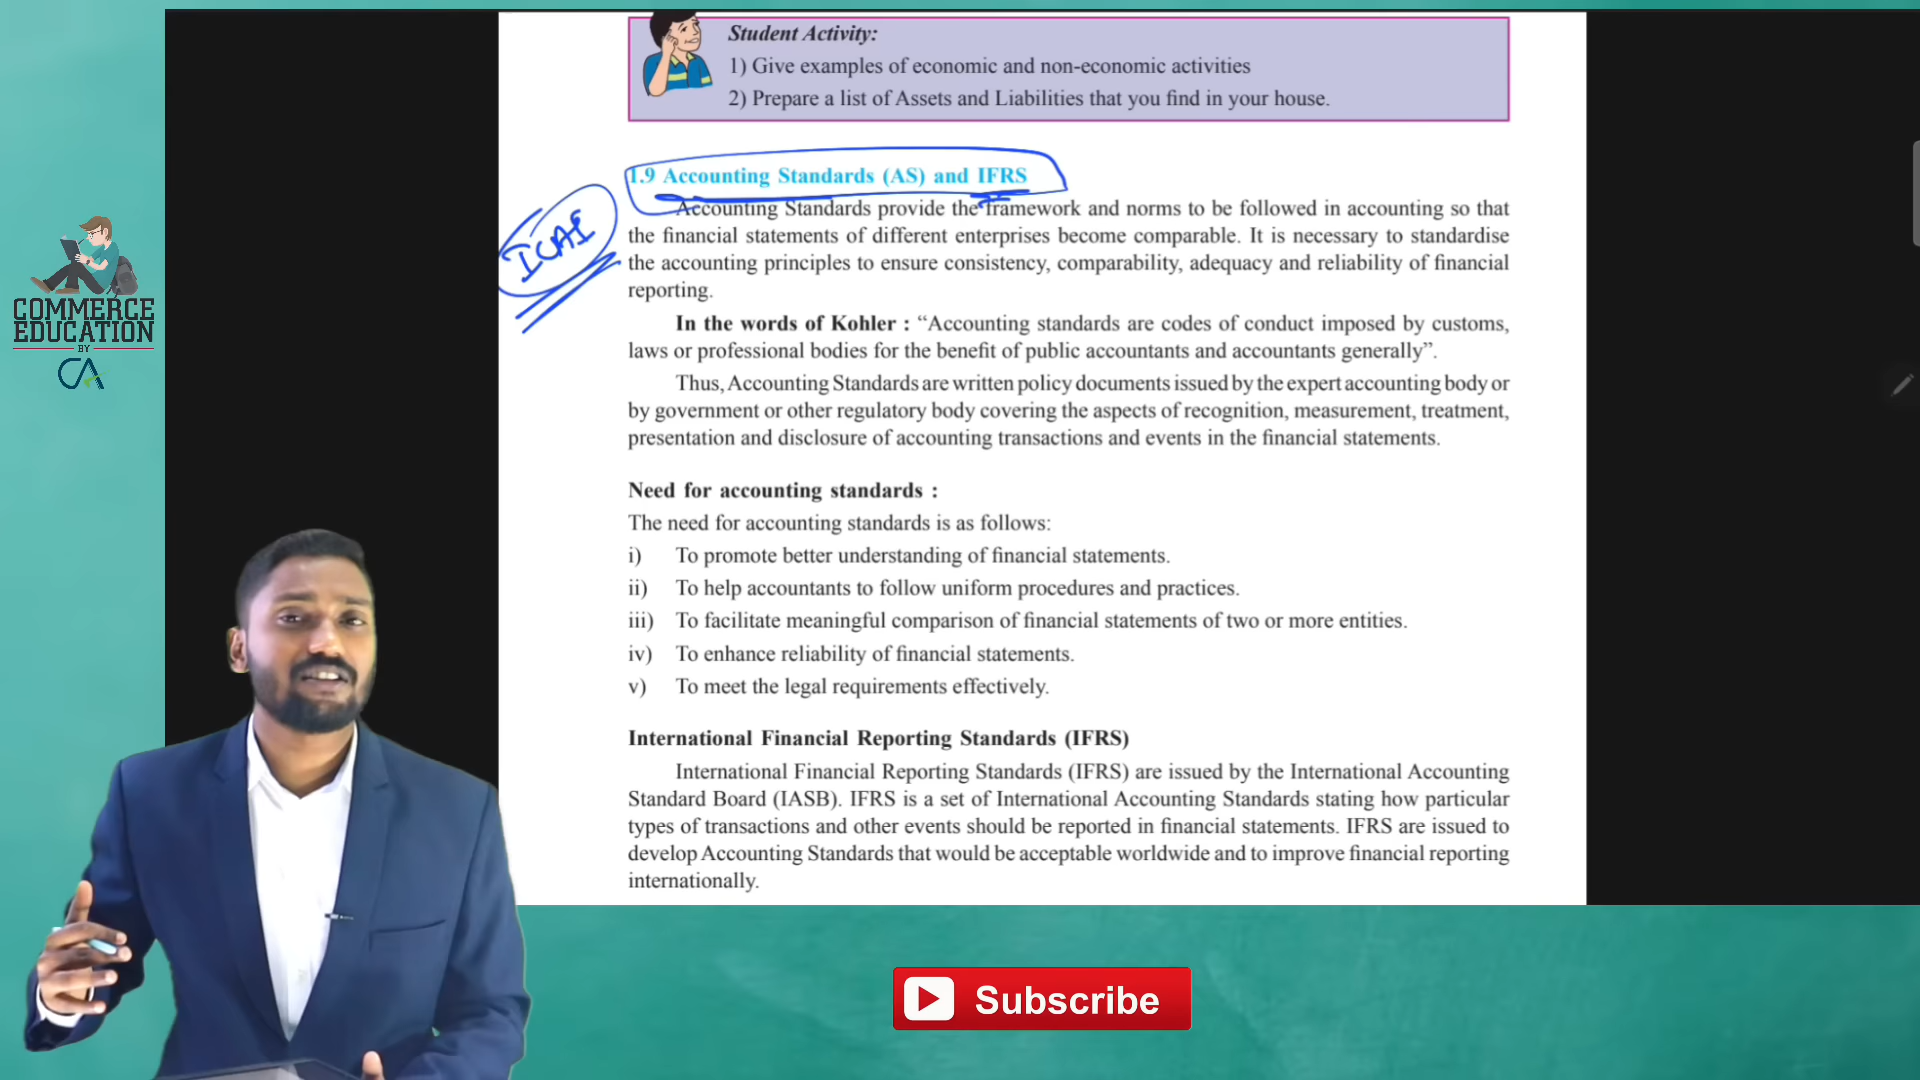 Student Activity:
1) Give examples of economic and non-economic activities
2) Prepare a list of Assets and Liabilities that you find in your house.
1.9 Accounting Standards (AS) and IFRS
ICAI
Accounting Standards provide the framework and norms to be followed in accounting so that
the financial statements of different enterprises become comparable. It is necessary to standardise
the accounting principles to ensure consistency, comparability, adequacy and reliability of financial
reporting.
In the words of Kohler : “Accounting standards are codes of conduct imposed by customs,
laws or professional bodies for the benefit of public accountants and accountants generally”.
Thus, Accounting Standards are written policy documents issued by the expert accounting body or
by government or other regulatory body covering the aspects of recognition, measurement, treatment,
presentation and disclosure of accounting transactions and events in the financial statements.
Need for accounting standards :
The need for accounting standards is as follows:
i) To promote better understanding of financial statements.
ii) To help accountants to follow uniform procedures and practices.
iii) To facilitate meaningful comparison of financial statements of two or more entities.
iv) To enhance reliability of financial statements.
v) To meet the legal requirements effectively.
International Financial Reporting Standards (IFRS)
International Financial Reporting Standards (IFRS) are issued by the International Accounting
Standard Board (IASB). IFRS is a set of International Accounting Standards stating how particular
types of transactions and other events should be reported in financial statements. IFRS are issued to
develop Accounting Standards that would be acceptable worldwide and to improve financial reporting
internationally.
COMMERCE
EDUCATION
BY
CA
Subscribe